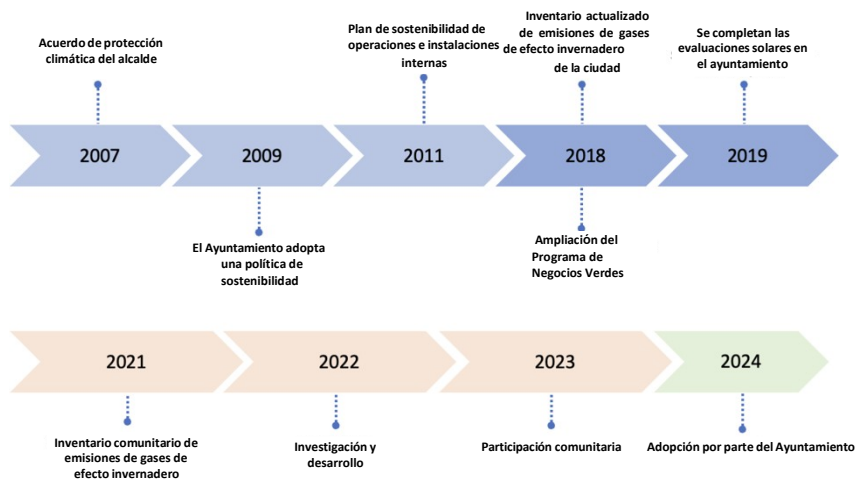 Acuerdo de protección
climática del alcalde
Plan de sostenibilidad de
operaciones e instalaciones
internas
Inventario actualizado
de emisiones de gases
de efecto invernadero
de la ciudad
Se completan las
evaluaciones solares en
el ayuntamiento
2007
2009
2011
2018
2019
El Ayuntamiento adopta
una política de
sostenibilidad
Ampliación del
Programa de
Negocios Verdes
2021
2022
2023
2024
Inventario comunitario de
emisiones de gases de
efecto invernadero
Investigación y
desarrollo
Participación comunitaria
Adopción por parte del Ayuntamiento